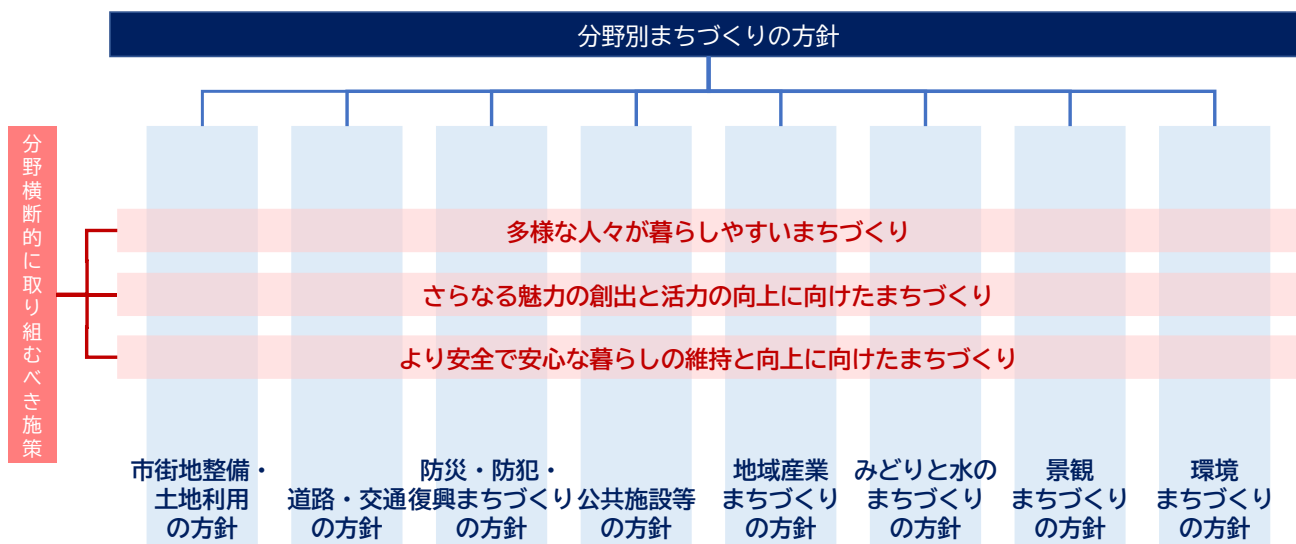 分野別まちづくりの方針
分野横断的に取り組むべき施策
多様な人々が暮らしやすいまちづくり
さらなる魅力の創出と活力の向上に向けたまちづくり
より安全で安心な暮らしの維持と向上に向けたまちづくり
市街地整備・
土地利用
の方針
道路・交通
の方針
防災・防犯・
復興まちづくり
の方針
公共施設等
の方針
地域産業
まちづくり
の方針
みどりと水の
まちづくり
の方針
景観
まちづくり
の方針
環境
まちづくり
の方針